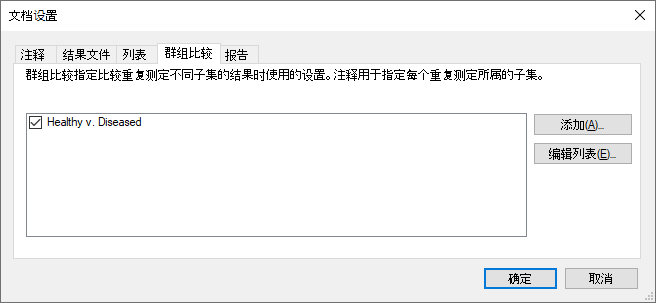 文档设置
注释 结果文件 列表 群组比较 报告
群组比较指定比较重复测定不同子集的结果时使用的设置。注释用于指定每个重复测定所属的子集。
Healthy v. Diseased
添加(A)...
编辑列表(E)...
确定 取消